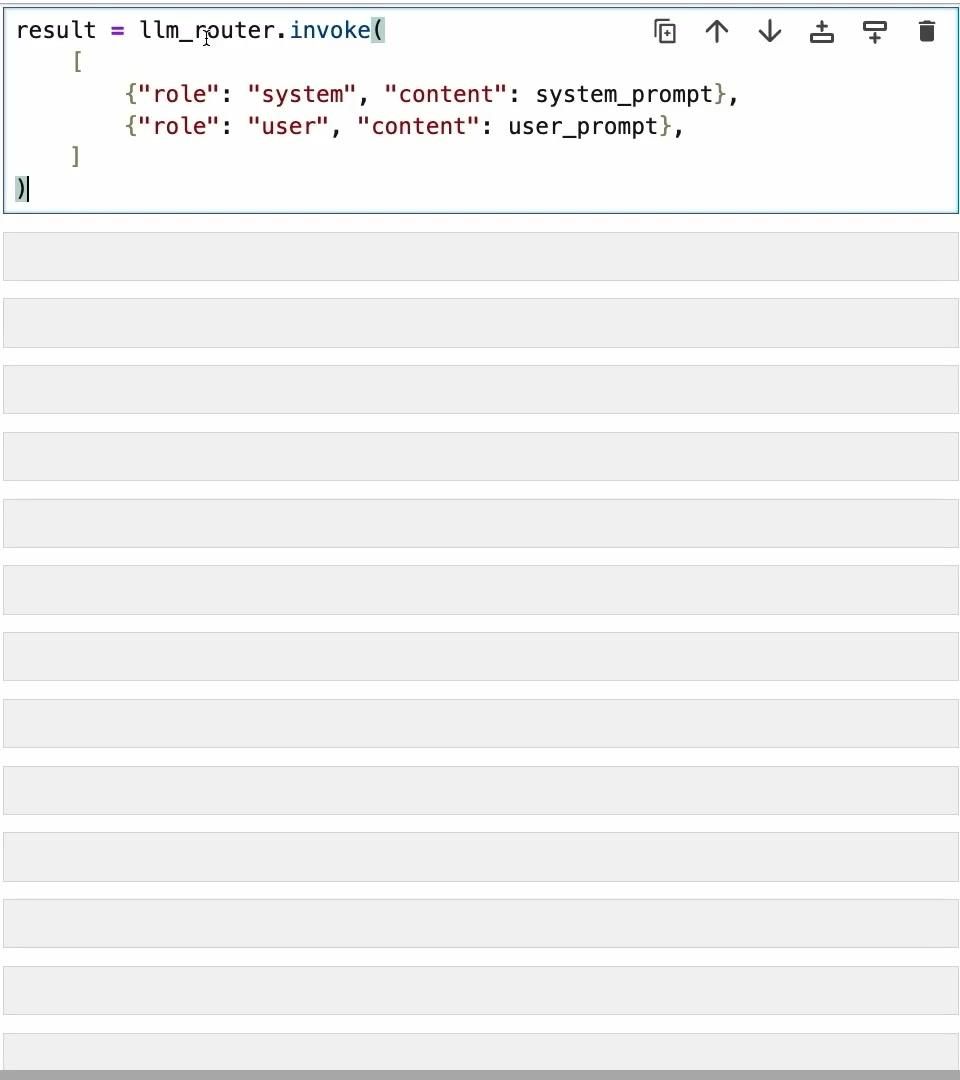 result = llm_router.invoke(
    [
        {"role": "system", "content": system_prompt},
        {"role": "user", "content": user_prompt},
    ]
)